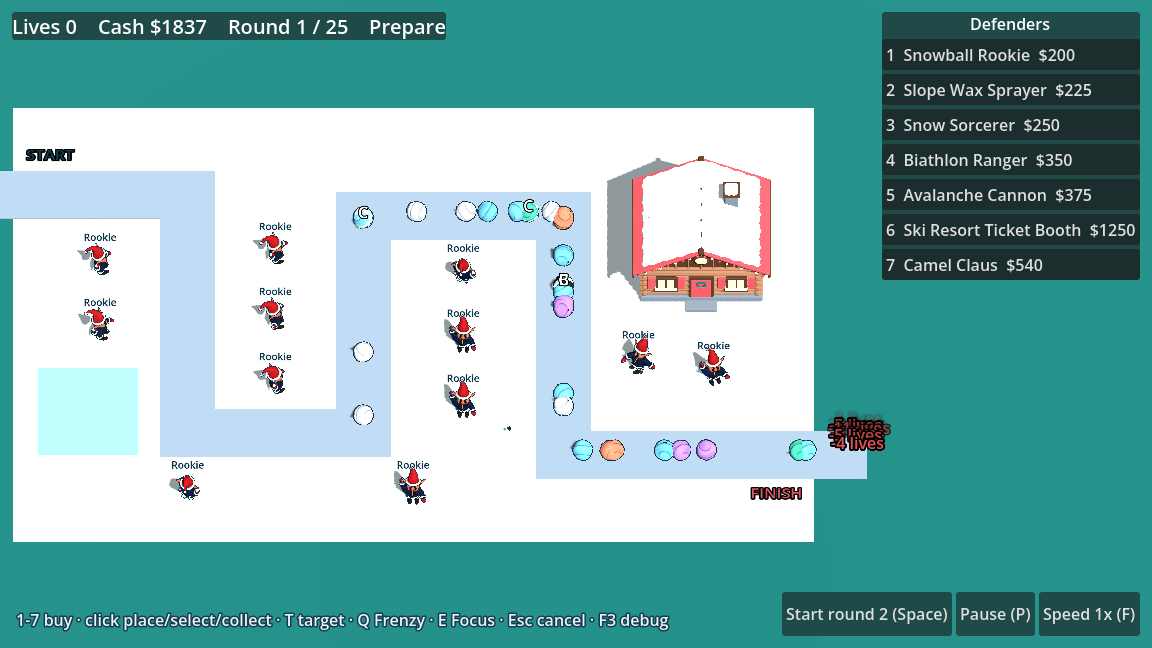 Lives 0 Cash $1837 Round 1 / 25 Prepare
Defenders
1 Snowball Rookie $200
2 Slope Wax Sprayer $225
3 Snow Sorcerer $250
4 Biathlon Ranger $350
5 Avalanche Cannon $375
6 Ski Resort Ticket Booth $1250
7 Camel Claus $540
START
C
C
Rookie
Rookie
Rookie
Rookie
B
Rookie
Rookie
Rookie
Rookie
Rookie
Rookie
Rookie
-5 lives
-4 lives
Rookie
Rookie
FINISH
1-7 buy · click place/select/collect · T target · Q Frenzy · E Focus · Esc cancel · F3 debug
Start round 2 (Space)
Pause (P)
Speed 1x (F)